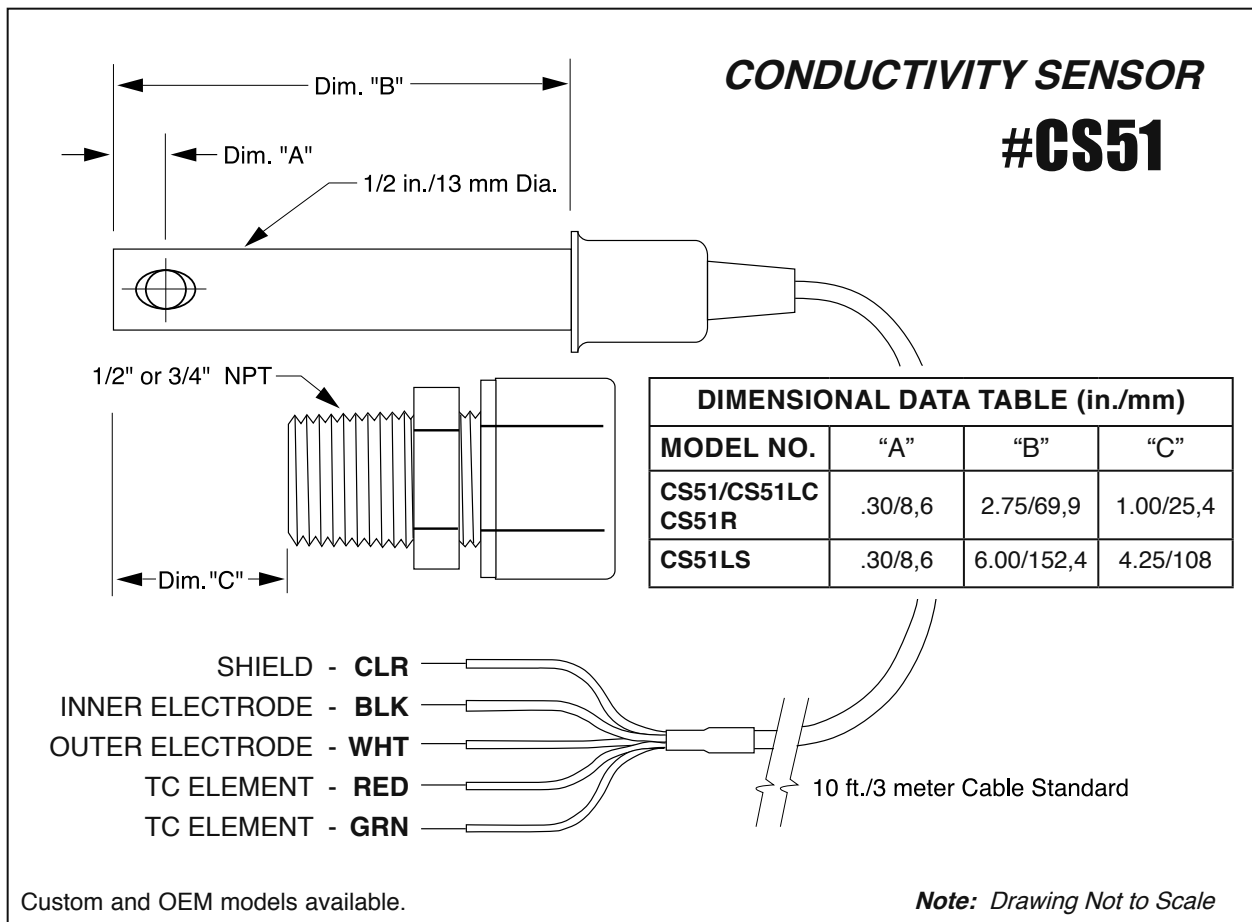 CONDUCTIVITY SENSOR
#CS51
Dim. "B"
Dim. "A"
1/2 in./13 mm Dia.
1/2" or 3/4" NPT
Dim."C"
DIMENSIONAL DATA TABLE (in./mm)
MODEL NO. “A” “B” “C”
CS51/CS51LC
CS51R .30/8,6 2.75/69,9 1.00/25,4
CS51LS .30/8,6 6.00/152,4 4.25/108
SHIELD - CLR
INNER ELECTRODE - BLK
OUTER ELECTRODE - WHT
TC ELEMENT - RED
TC ELEMENT - GRN
10 ft./3 meter Cable Standard
Custom and OEM models available.
Note: Drawing Not to Scale